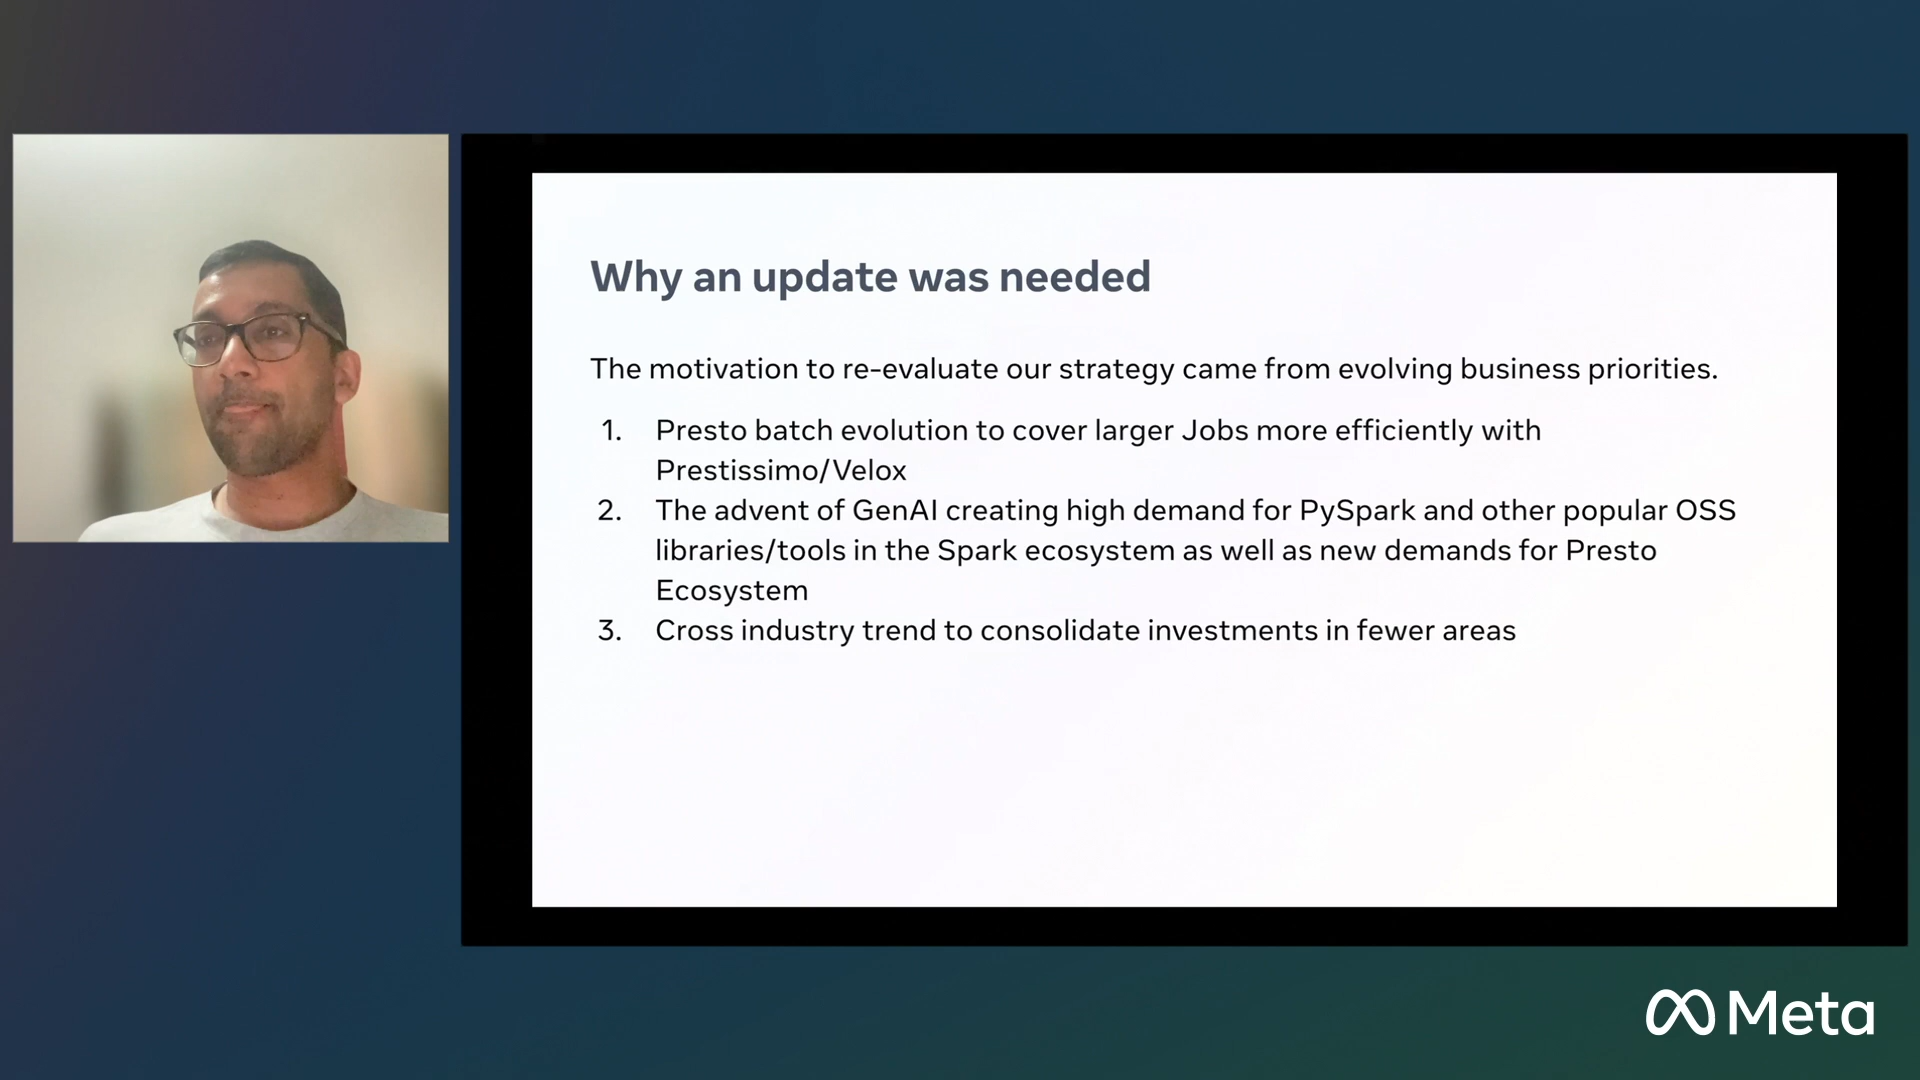 Why an update was needed
The motivation to re-evaluate our strategy came from evolving business priorities.
1. Presto batch evolution to cover larger Jobs more efficiently with
Prestissimo/Velox
2. The advent of GenAI creating high demand for PySpark and other popular OSS
libraries/tools in the Spark ecosystem as well as new demands for Presto
Ecosystem
3. Cross industry trend to consolidate investments in fewer areas
Meta